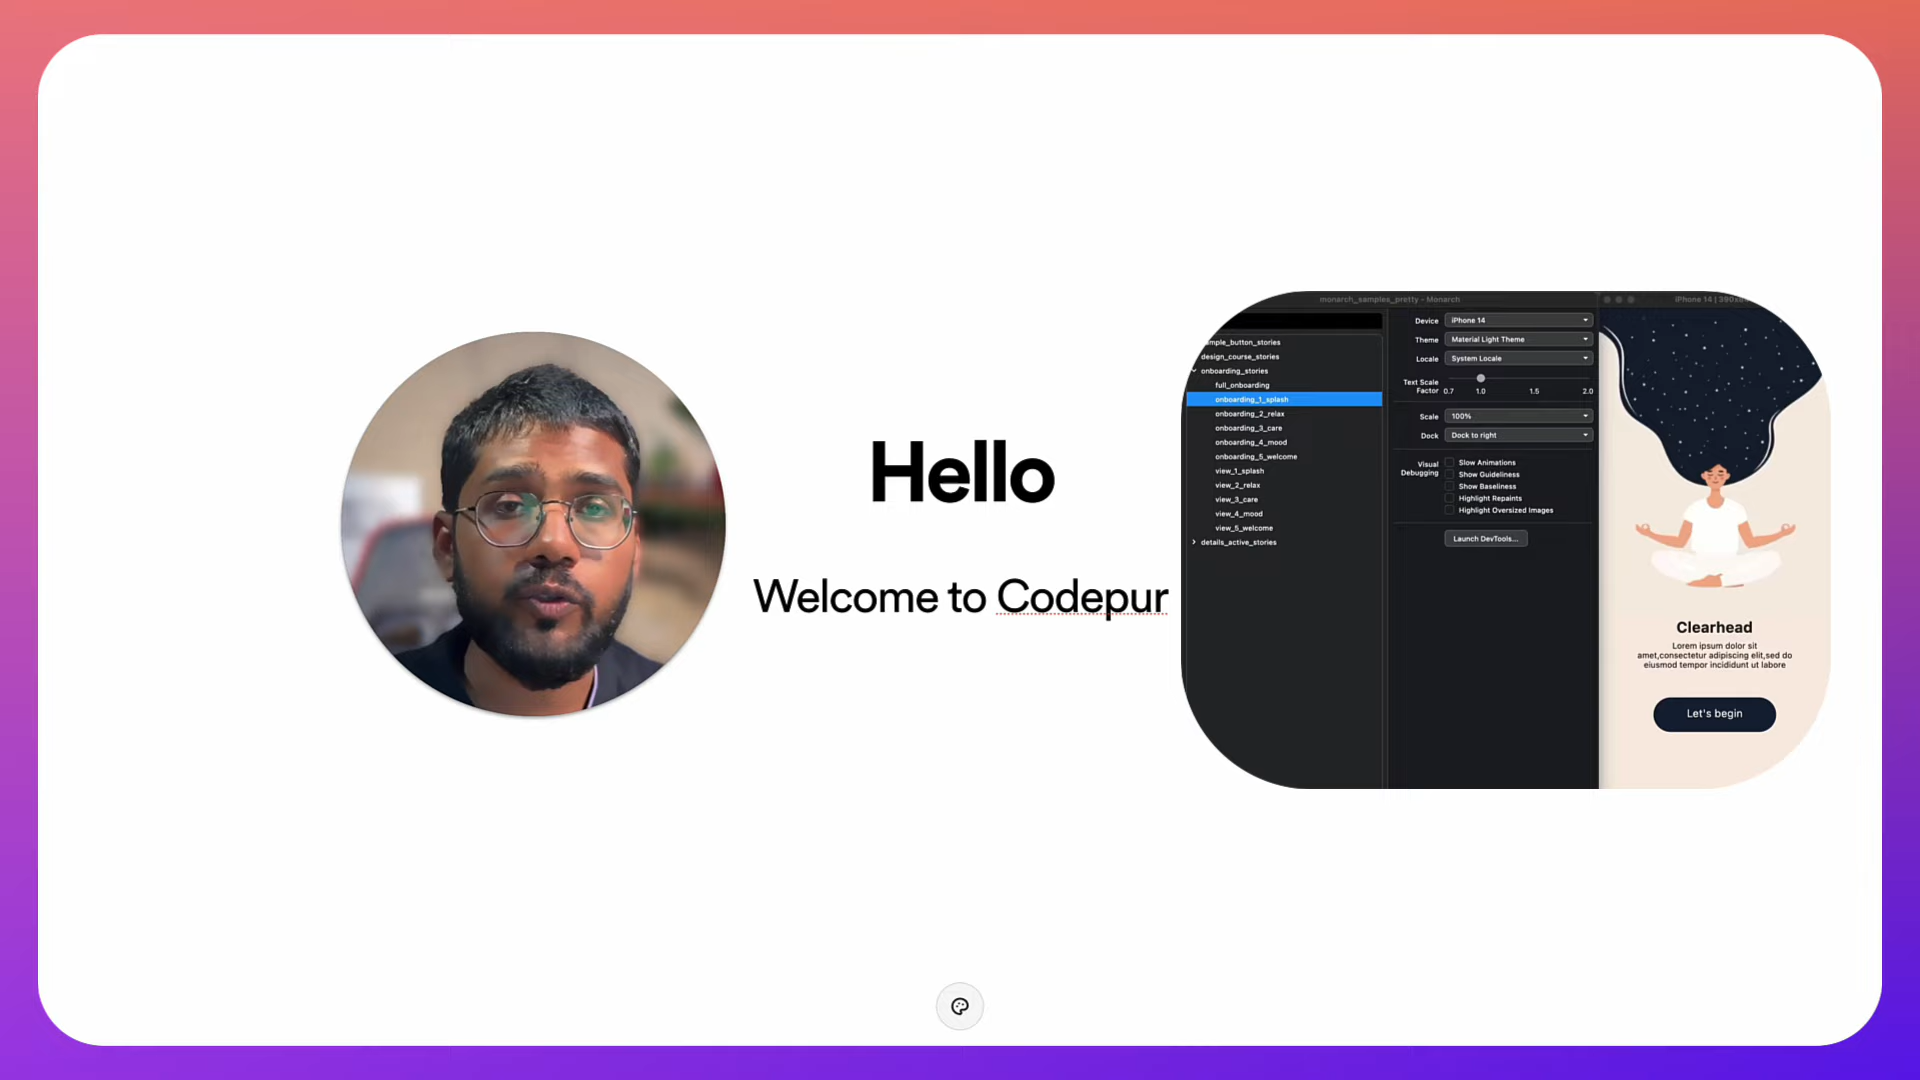 Hello
Welcome to Codepur
monarch_samples_pretty - Monarch
design_course_stories
onboarding_stories
full_onboarding
onboarding_1_splash
onboarding_2_relax
onboarding_3_care
onboarding_4_mood
onboarding_5_welcome
view_1_splash
view_2_relax
view_3_care
view_4_mood
view_5_welcome
details_active_stories
Device iPhone 14
Theme Material Light Theme
Locale System Locale
Text Scale
Factor 0.7 1.0 1.5 2.0
Scale 100%
Dock Dock to right
Visual
Debugging
Slow Animations
Show Guidelines
Show Baselines
Highlight Repaints
Highlight Oversized Images
Launch DevTools...
iPhone 14 |
Clearhead
Lorem ipsum dolor sit
amet,consectetur adipiscing elit,sed do
eiusmod tempor incididunt ut labore
Let's begin